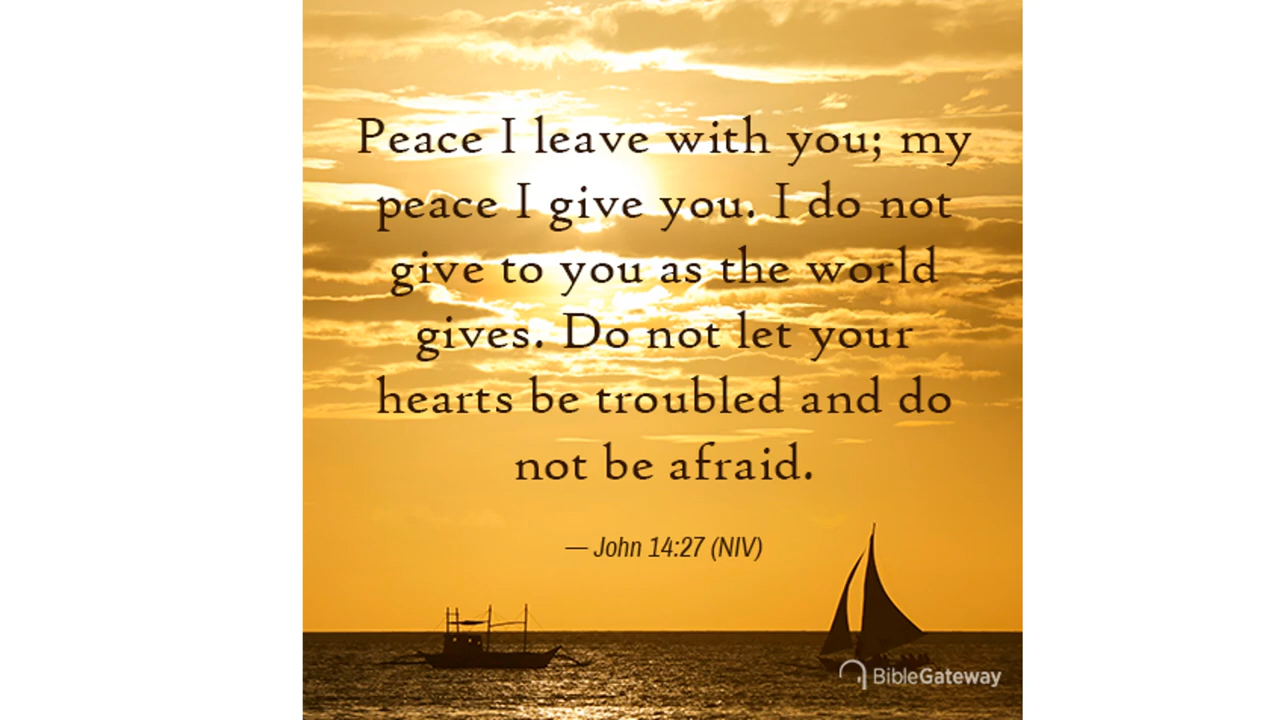 Peace I leave with you; my
peace I give you. I do not
give to you as the world
gives. Do not let your
hearts be troubled and do
not be afraid.
— John 14:27 (NIV)
BibleGateway